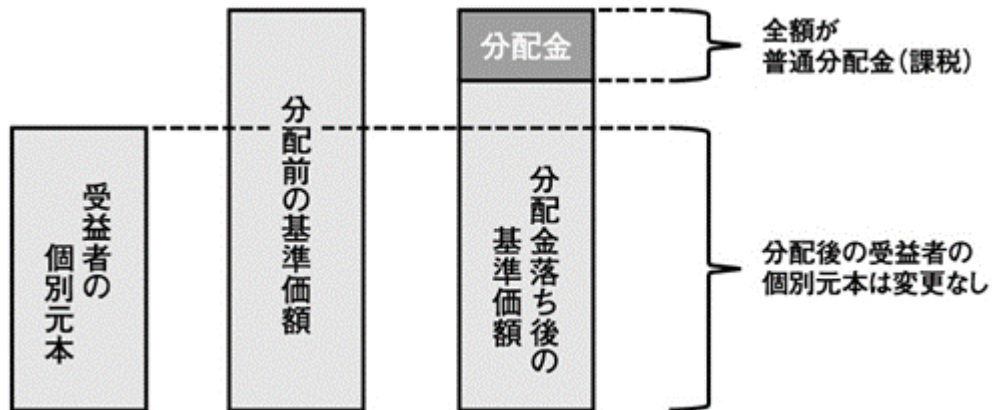 受益者の
個別元本
分配前の基準価額
分配金
分配金落ち後の
基準価額
全額が
普通分配金(課税)
分配後の受益者の
個別元本は変更なし